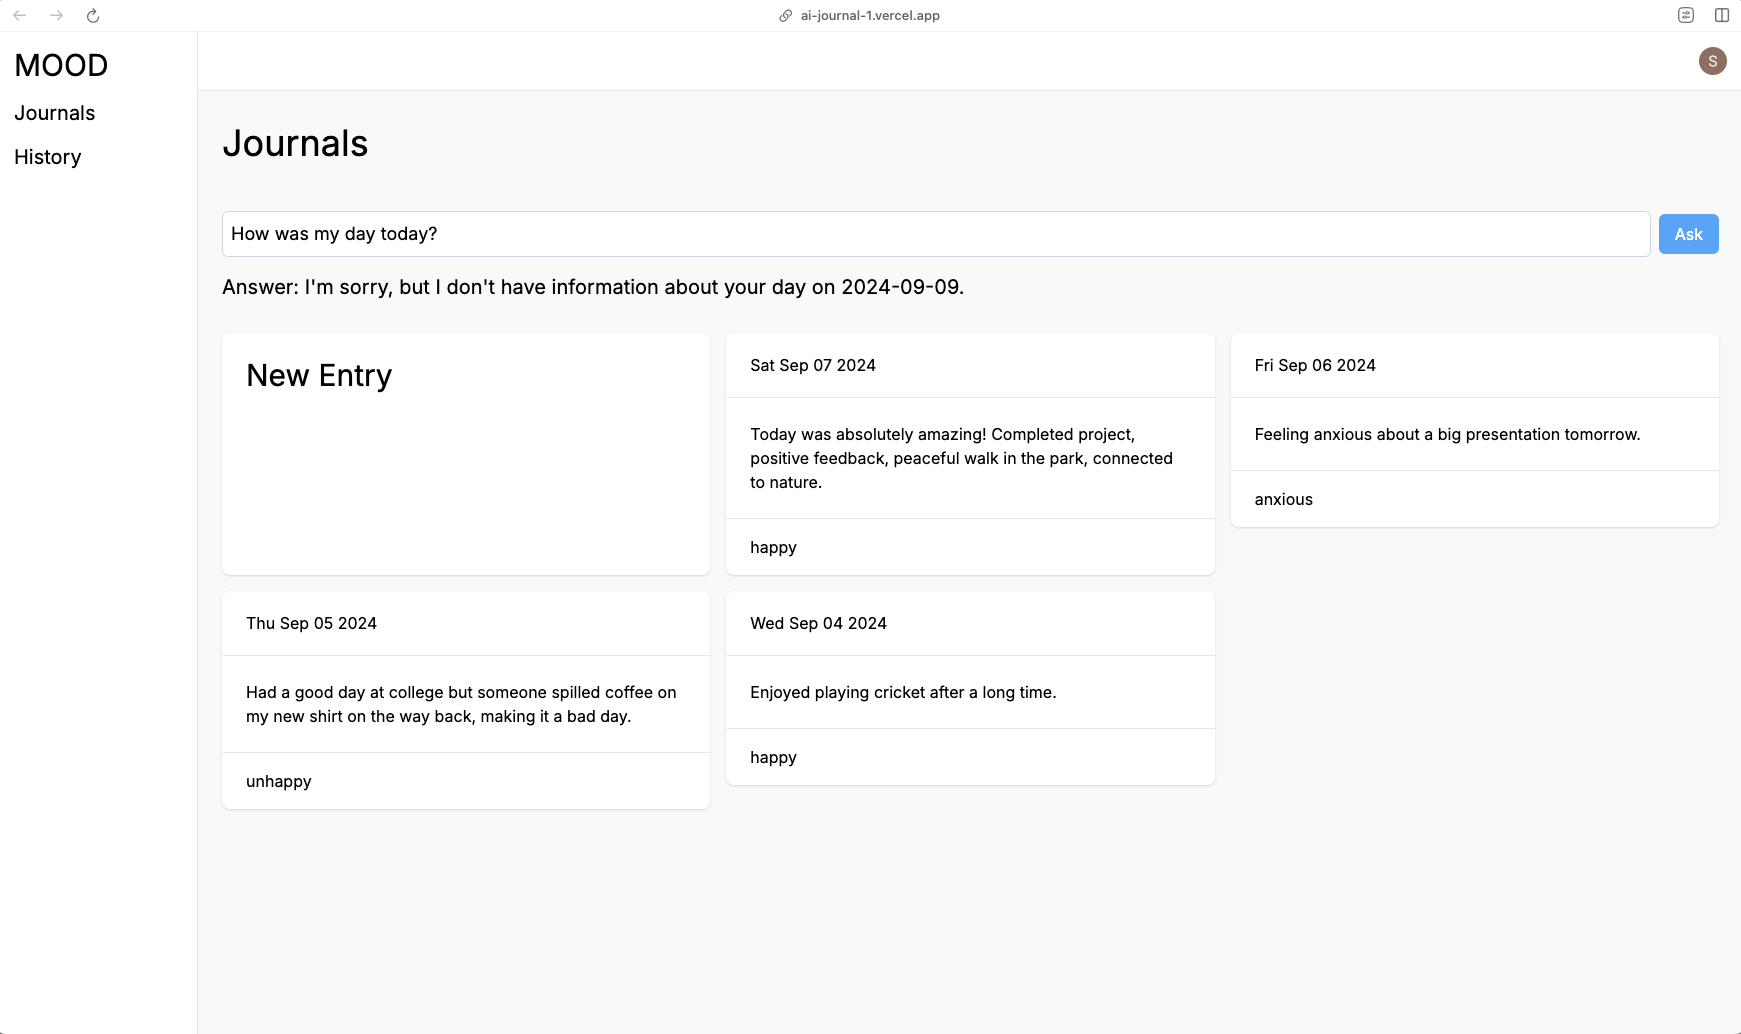 ai-journal-1.vercel.app
MOOD
Journals
History
S
Journals
How was my day today?
Ask
Answer: I'm sorry, but I don't have information about your day on 2024-09-09.
New Entry
Sat Sep 07 2024
Today was absolutely amazing! Completed project,
positive feedback, peaceful walk in the park, connected
to nature.
happy
Fri Sep 06 2024
Feeling anxious about a big presentation tomorrow.
anxious
Thu Sep 05 2024
Had a good day at college but someone spilled coffee on
my new shirt on the way back, making it a bad day.
unhappy
Wed Sep 04 2024
Enjoyed playing cricket after a long time.
happy